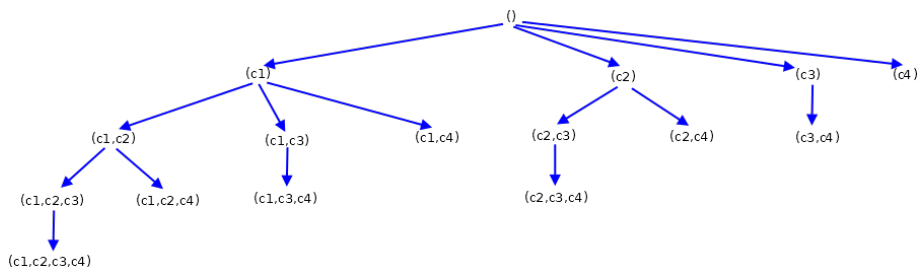 ()
(c1)
(c2)
(c3)
(c4)
(c1,c2)
(c1,c3)
(c1,c4)
(c2,c3)
(c2,c4)
(c3,c4)
(c1,c2,c3)
(c1,c2,c4)
(c1,c3,c4)
(c2,c3,c4)
(c1,c2,c3,c4)